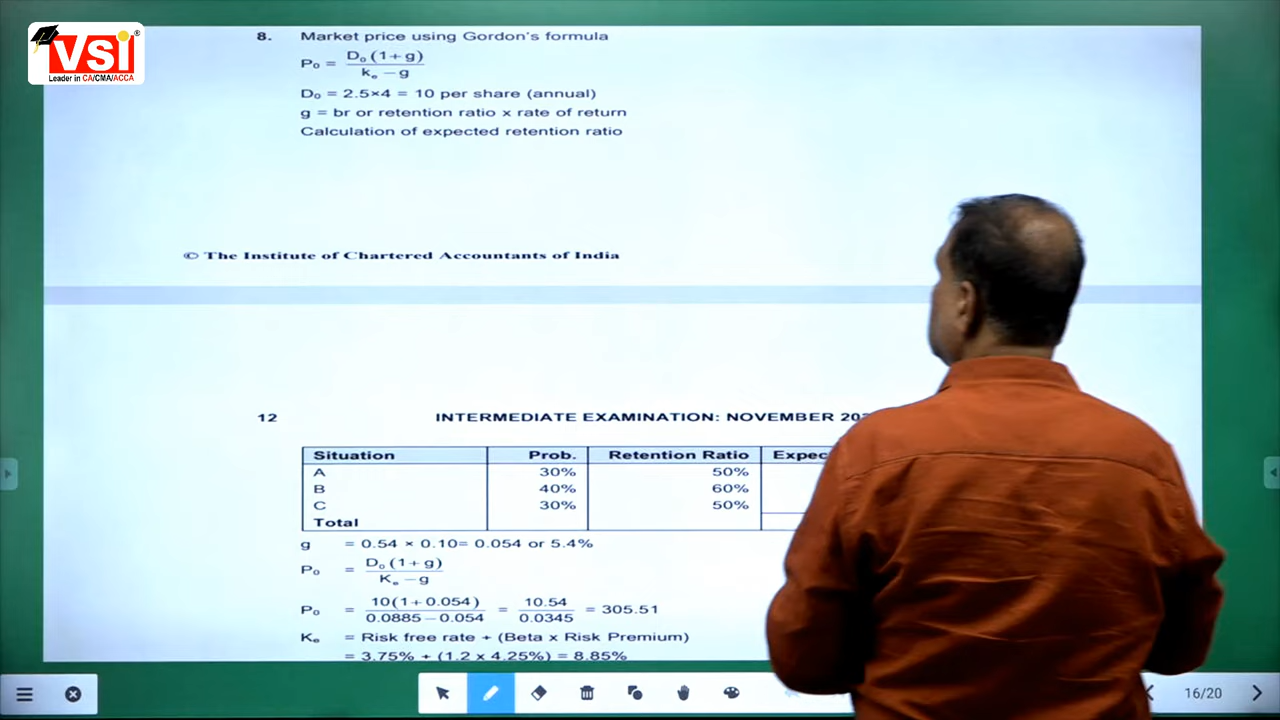 VSI®
Leader in CA/CMA/ACCA
8. Market price using Gordon's formula
P₀ = D₀ (1+g) / kₑ – g
D₀ = 2.5×4 = 10 per share (annual)
g = br or retention ratio x rate of return
Calculation of expected retention ratio
© The Institute of Chartered Accountants of India
12 INTERMEDIATE EXAMINATION: NOVEMBER
Situation Prob. Retention Ratio
A 30% 50%
B 40% 60%
C 30% 50%
Total
g = 0.54 × 0.10= 0.054 or 5.4%
P₀ = D₀ (1+g) / Kₑ – g
P₀ = 10(1+0.054) / 0.0885 – 0.054 = 10.54 / 0.0345 = 305.51
Kₑ = Risk free rate + (Beta x Risk Premium)
= 3.75% + (1.2 x 4.25%) = 8.85%
16/20